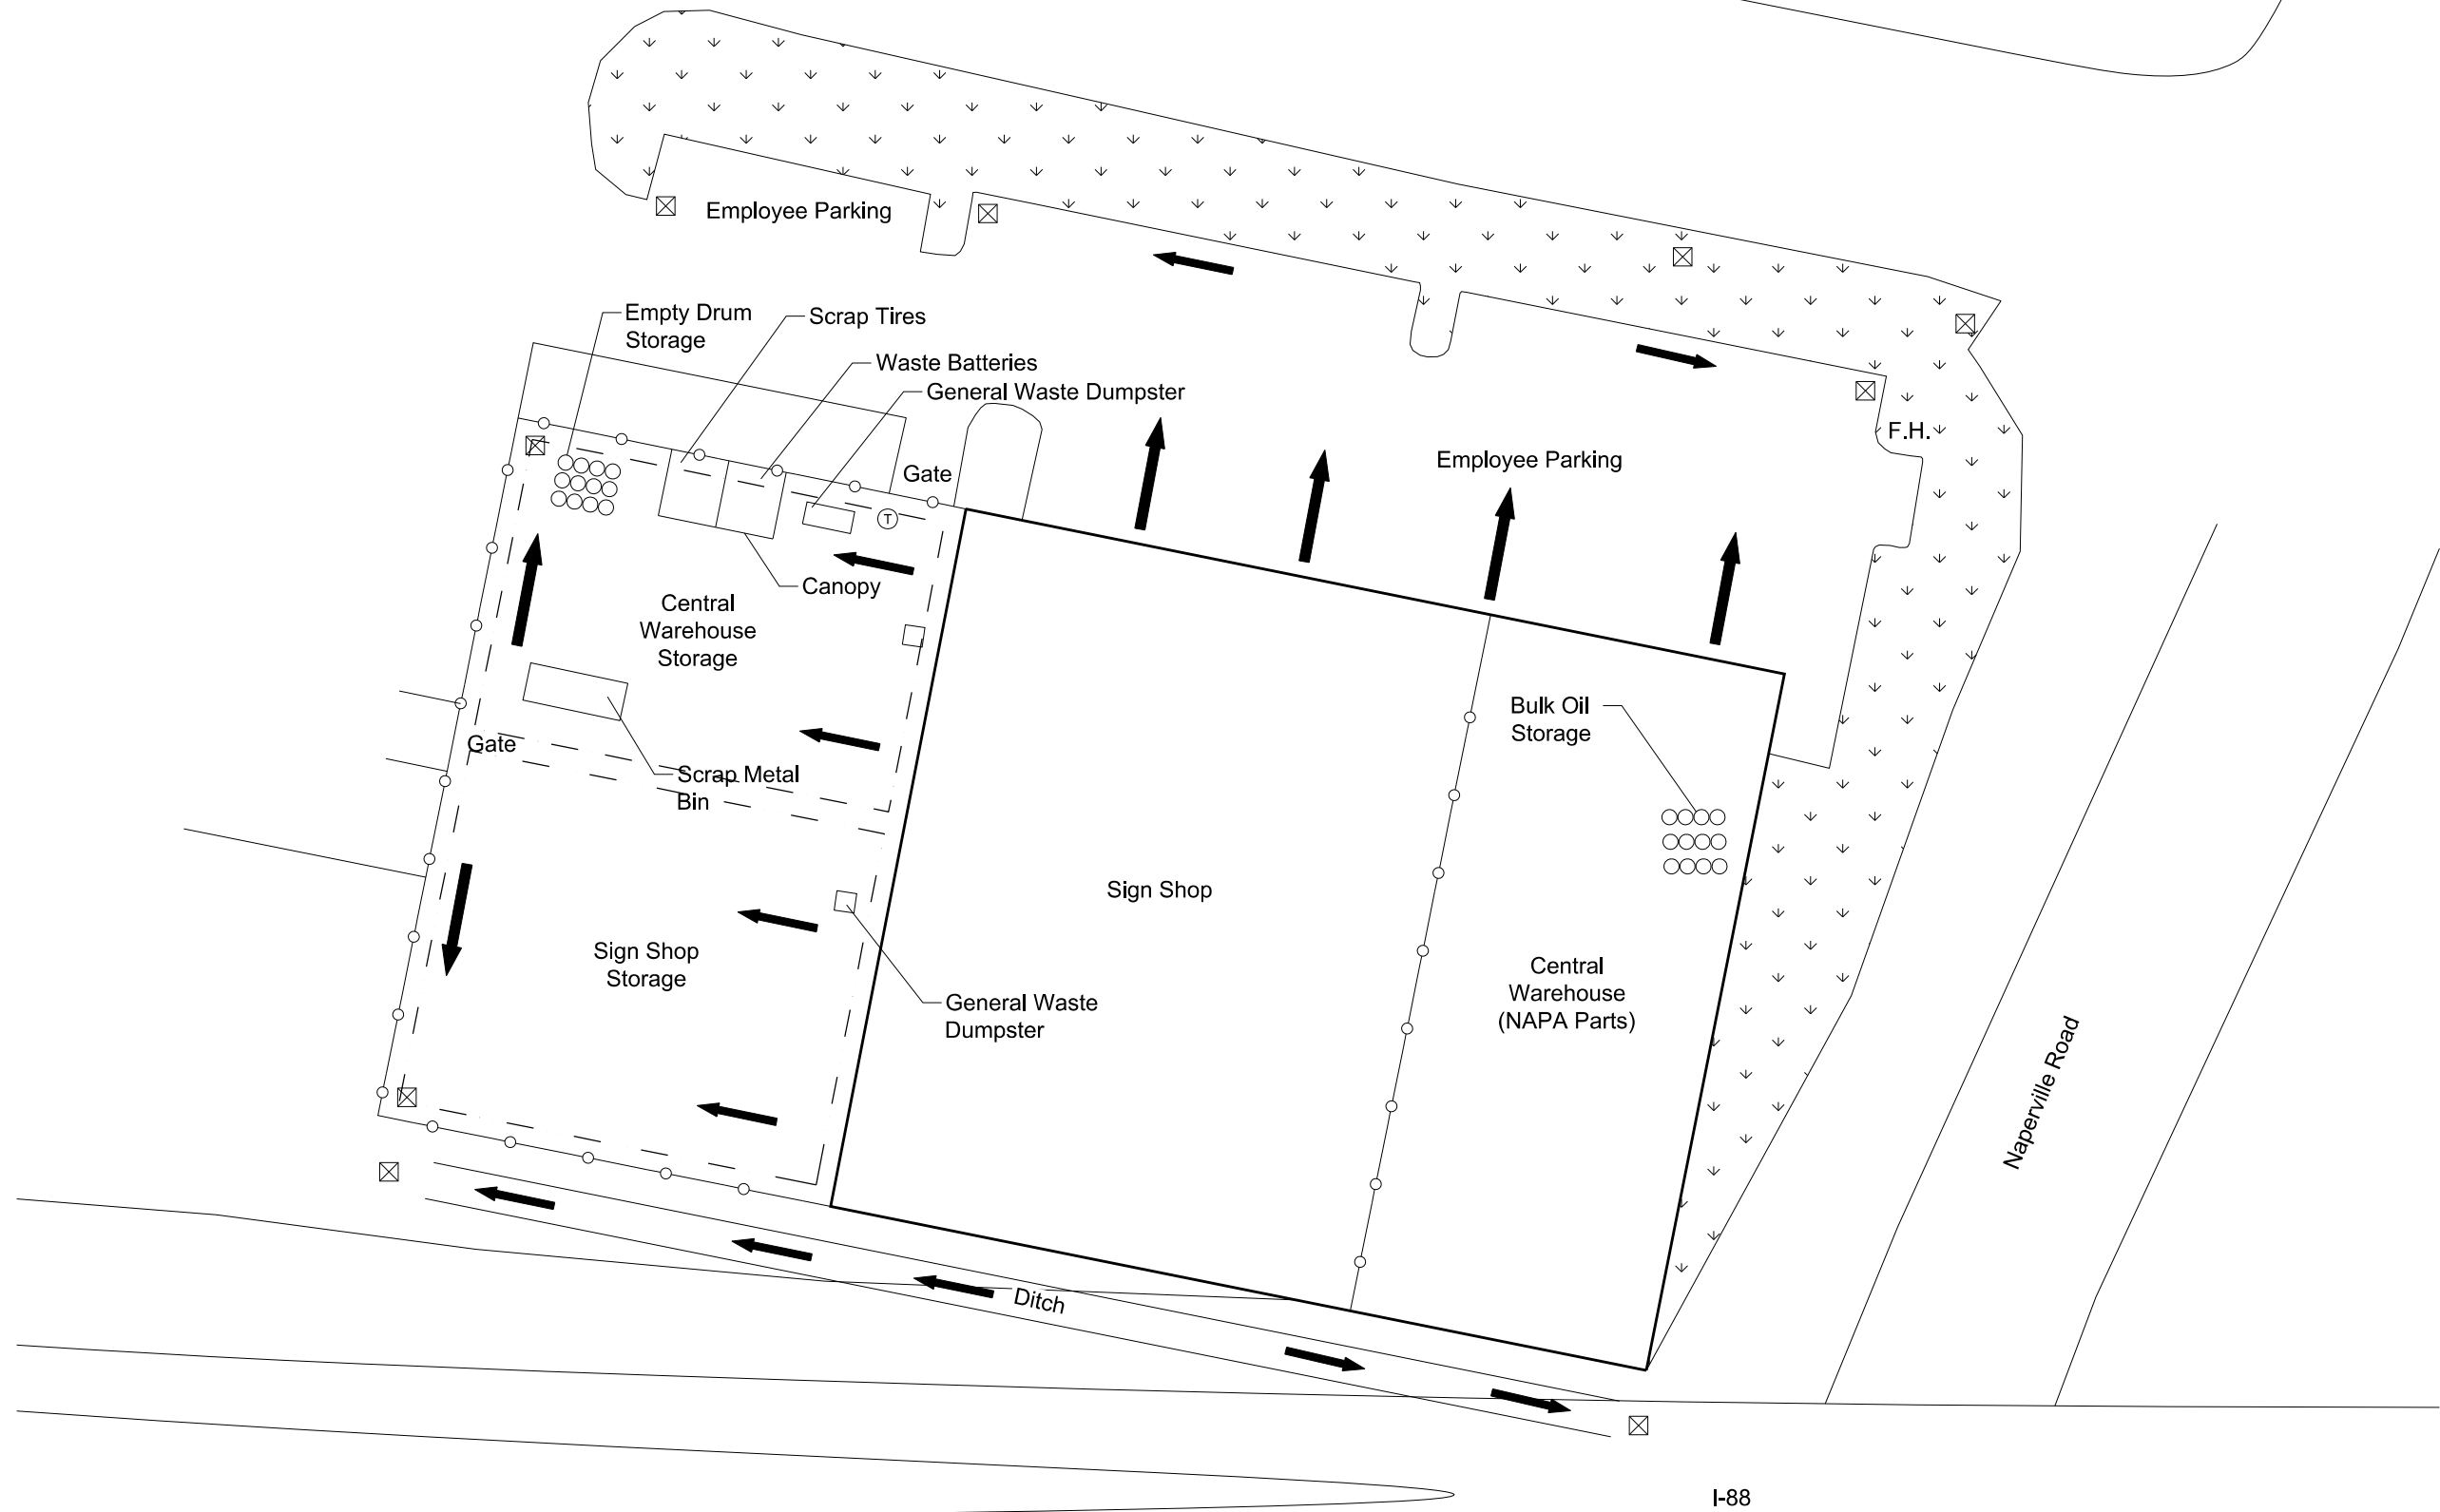 Employee Parking
Empty Drum
Storage
Scrap Tires
Waste Batteries
General Waste Dumpster
Gate
T
Employee Parking
F.H.
Canopy
Central
Warehouse
Storage
Bulk Oil
Storage
Gate
Scrap Metal
Bin
Sign Shop
Sign Shop
Storage
Central
Warehouse
(NAPA Parts)
General Waste
Dumpster
Naperville Road
Ditch
I-88